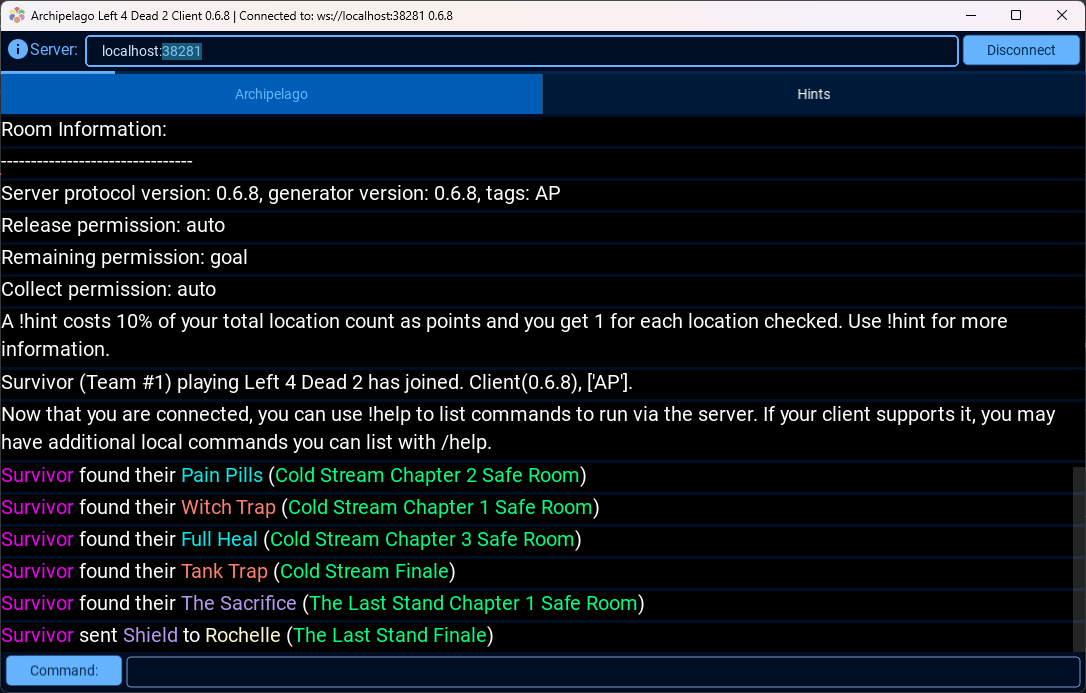 Archipelago Left 4 Dead 2 Client 0.6.8 | Connected to: ws://localhost:38281 0.6.8
Server: localhost:38281 Disconnect
Archipelago Hints
Room Information:
--------------------------------
Server protocol version: 0.6.8, generator version: 0.6.8, tags: AP
Release permission: auto
Remaining permission: goal
Collect permission: auto
A !hint costs 10% of your total location count as points and you get 1 for each location checked. Use !hint for more
information.
Survivor (Team #1) playing Left 4 Dead 2 has joined. Client(0.6.8), ['AP'].
Now that you are connected, you can use !help to list commands to run via the server. If your client supports it, you may
have additional local commands you can list with /help.
Survivor found their Pain Pills (Cold Stream Chapter 2 Safe Room)
Survivor found their Witch Trap (Cold Stream Chapter 1 Safe Room)
Survivor found their Full Heal (Cold Stream Chapter 3 Safe Room)
Survivor found their Tank Trap (Cold Stream Finale)
Survivor found their The Sacrifice (The Last Stand Chapter 1 Safe Room)
Survivor sent Shield to Rochelle (The Last Stand Finale)
Command: